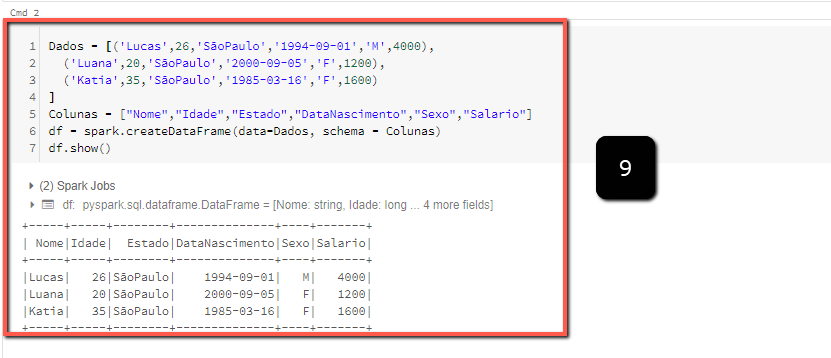 Cmd 2
1 Dados = [('Lucas',26,'SãoPaulo','1994-09-01','M',4000),
2 ('Luana',20,'SãoPaulo','2000-09-05','F',1200),
3 ('Katia',35,'SãoPaulo','1985-03-16','F',1600)
4 ]
5 Colunas = ["Nome","Idade","Estado","DataNascimento","Sexo","Salario"]
6 df = spark.createDataFrame(data=Dados, schema = Colunas)
7 df.show()
9
(2) Spark Jobs
df: pyspark.sql.dataframe.DataFrame = [Nome: string, Idade: long ... 4 more fields]
+-----+-----+--------+--------------+----+-------+
| Nome|Idade|  Estado|DataNascimento|Sexo|Salario|
+-----+-----+--------+--------------+----+-------+
|Lucas|   26|SãoPaulo|    1994-09-01|   M|   4000|
|Luana|   20|SãoPaulo|    2000-09-05|   F|   1200|
|Katia|   35|SãoPaulo|    1985-03-16|   F|   1600|
+-----+-----+--------+--------------+----+-------+